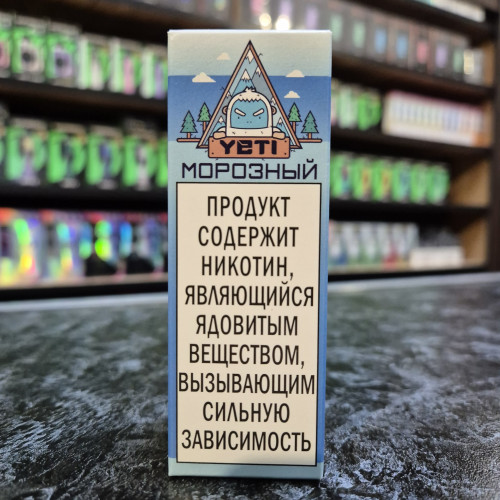 YETI
МОРОЗНЫЙ
ПРОДУКТ
СОДЕРЖИТ
НИКОТИН,
ЯВЛЯЮЩИЙСЯ
ЯДОВИТЫМ
ВЕЩЕСТВОМ,
ВЫЗЫВАЮЩИМ
СИЛЬНУЮ
ЗАВИСИМОСТЬ